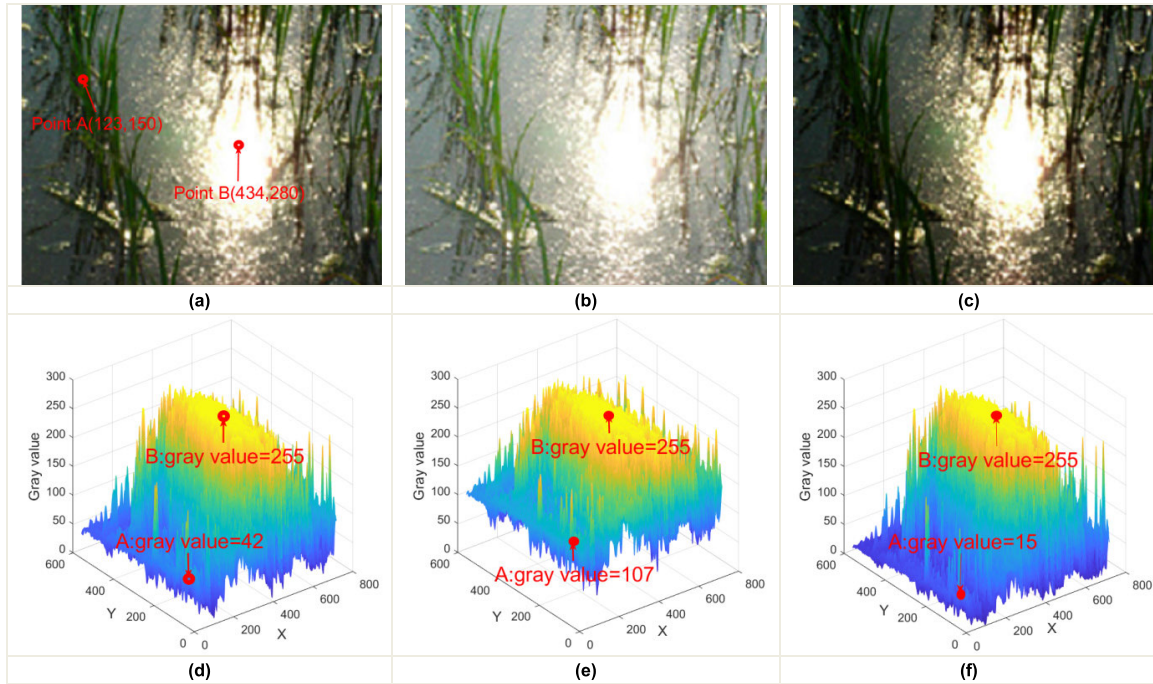 Point A(123,150)
Point B(434,280)
(a)
(b)
(c)
300
250
200
150
100
50
0
Gray value
600
400
200
0
Y
0
200
400
600
800
X
B:gray value=255
A:gray value=42
300
250
200
150
100
50
0
Gray value
600
400
200
0
Y
0
200
400
600
800
X
B:gray value=255
A:gray value=107
300
250
200
150
100
50
0
Gray value
600
400
200
0
Y
0
200
400
600
800
X
B:gray value=255
A:gray value=15
(d)
(e)
(f)